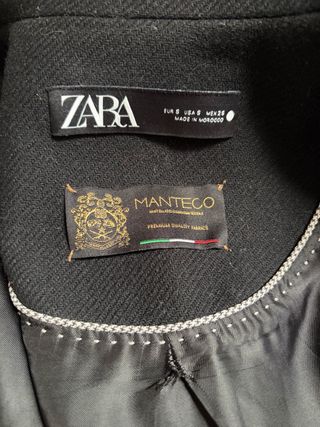 ZARA
EUR S USA S MEX 26
MADE IN MOROCCO
MANTECO
PREMIUM QUALITY FABRICS